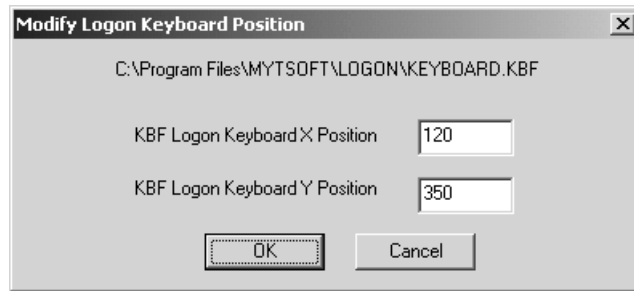 Modify Logon Keyboard Position
C:\Program Files\MYTSOFT\LOGON\KEYBOARD.KBF
KBF Logon Keyboard X Position 120
KBF Logon Keyboard Y Position 350
OK Cancel